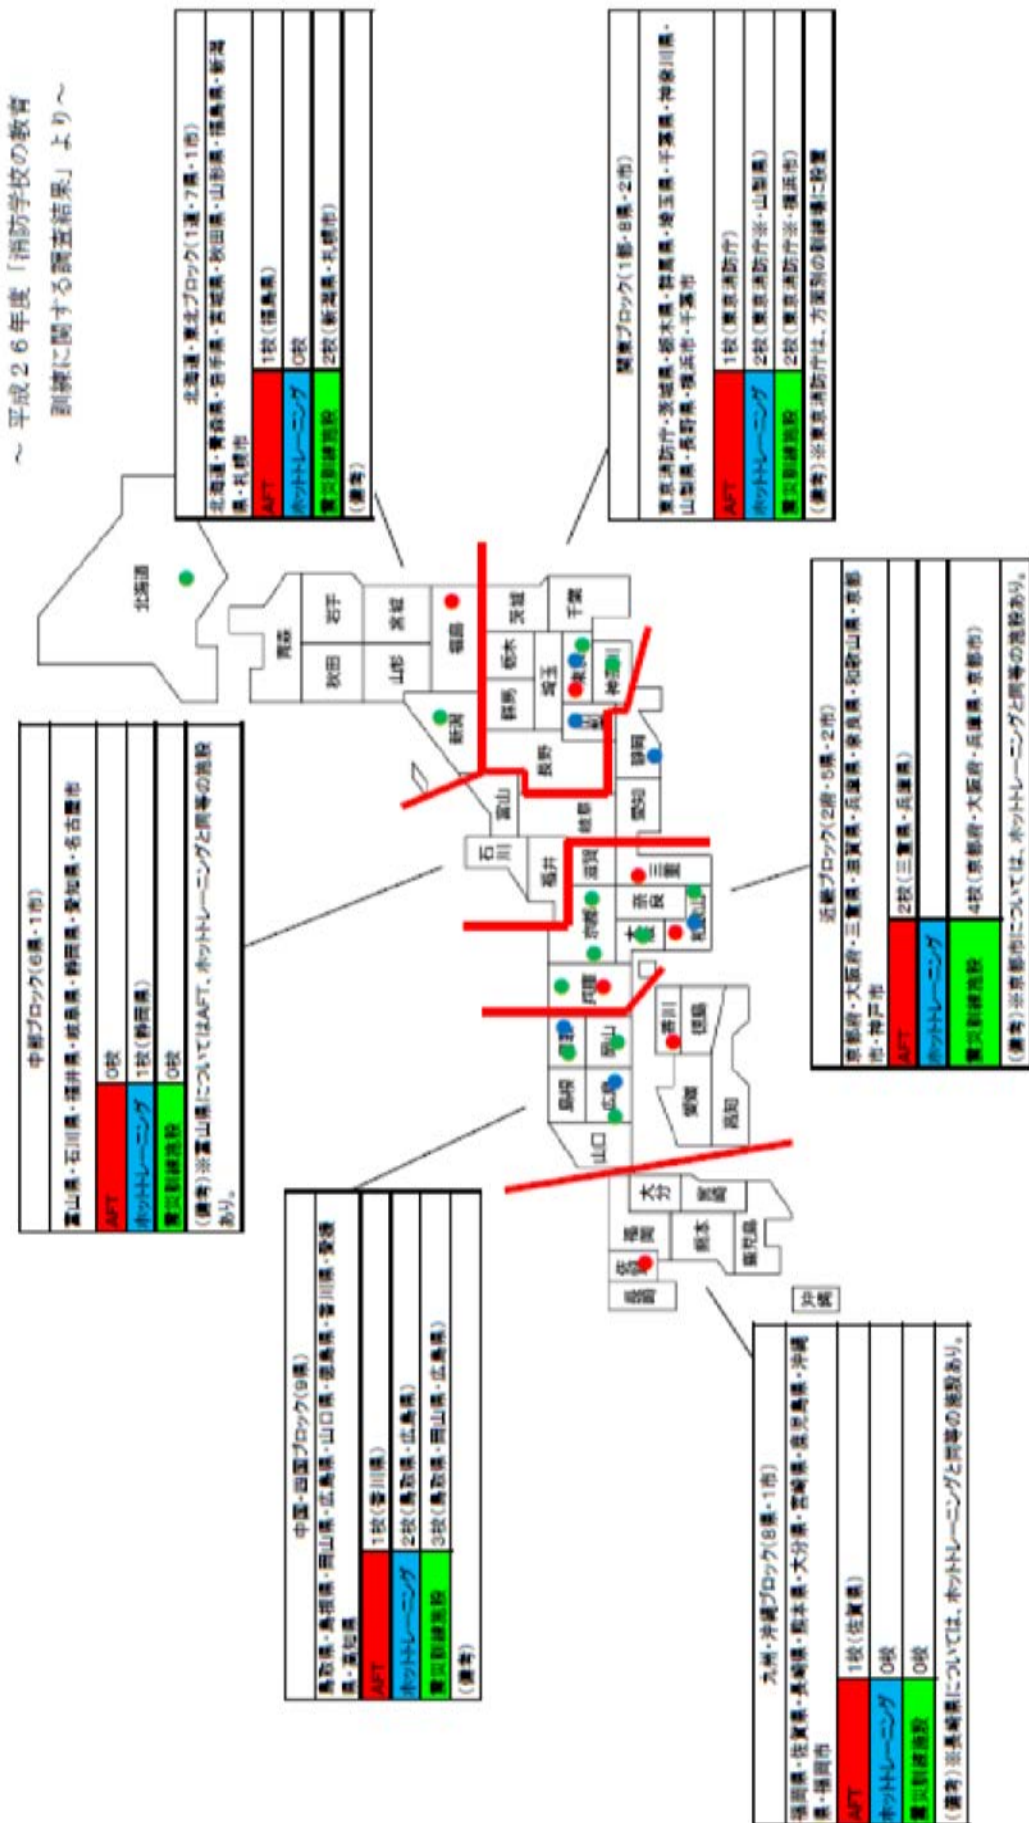 ～ 平成２６年度「消防学校の教育
訓練に関する調査結果」より～
中部ブロック(6県・1市)
富山県・石川県・福井県・岐阜県・静岡県・愛知県・名古屋市
AFT 0校
ホットトレーニング 1校(静岡県)
震災訓練施設 0校
(備考)※富山県についてはAFT、ホットトレーニングと同等の施設
あり。
北海道・東北ブロック(1道・7県・1市)
北海道・青森県・岩手県・宮城県・秋田県・山形県・福島県・新潟
県・札幌市
AFT 1校(福島県)
ホットトレーニング 0校
震災訓練施設 2校(新潟県・札幌市)
(備考)
中国・四国ブロック(9県)
鳥取県・島根県・岡山県・広島県・山口県・徳島県・香川県・愛媛
県・高知県
AFT 1校(香川県)
ホットトレーニング 2校(鳥取県・広島県)
震災訓練施設 3校(鳥取県・岡山県・広島県)
(備考)
北海道
青森
秋田
岩手
山形
宮城
新潟
福島
石川
富山
群馬
栃木
茨城
福井
長野
埼玉
千葉
岐阜
神奈川
山口
島根
広島
岡山
兵庫
京都
滋賀
奈良
三重
愛知
静岡
長崎
福岡
大分
熊本
宮崎
鹿児島
愛媛
高知
香川
徳島
沖縄
九州・沖縄ブロック(8県・1市)
福岡県・佐賀県・長崎県・熊本県・大分県・宮崎県・鹿児島県・沖縄
県・福岡市
AFT 1校(佐賀県)
ホットトレーニング 0校
震災訓練施設 0校
(備考)※長崎県については、ホットトレーニングと同等の施設あり。
近畿ブロック(2府・5県・2市)
京都府・大阪府・三重県・滋賀県・兵庫県・奈良県・和歌山県・京都
市・神戸市
AFT 2校(三重県・兵庫県)
ホットトレーニング
震災訓練施設 4校(京都府・大阪府・兵庫県・京都市)
(備考)※京都市については、ホットトレーニングと同等の施設あり。
関東ブロック(1都・8県・2市)
東京消防庁・茨城県・栃木県・群馬県・埼玉県・千葉県・神奈川県・
山梨県・長野県・横浜市・千葉市
AFT 1校(東京消防庁)
ホットトレーニング 2校(東京消防庁※・山梨県)
震災訓練施設 2校(東京消防庁※・横浜市)
(備考)※東京消防庁は、方面別の訓練場に設置